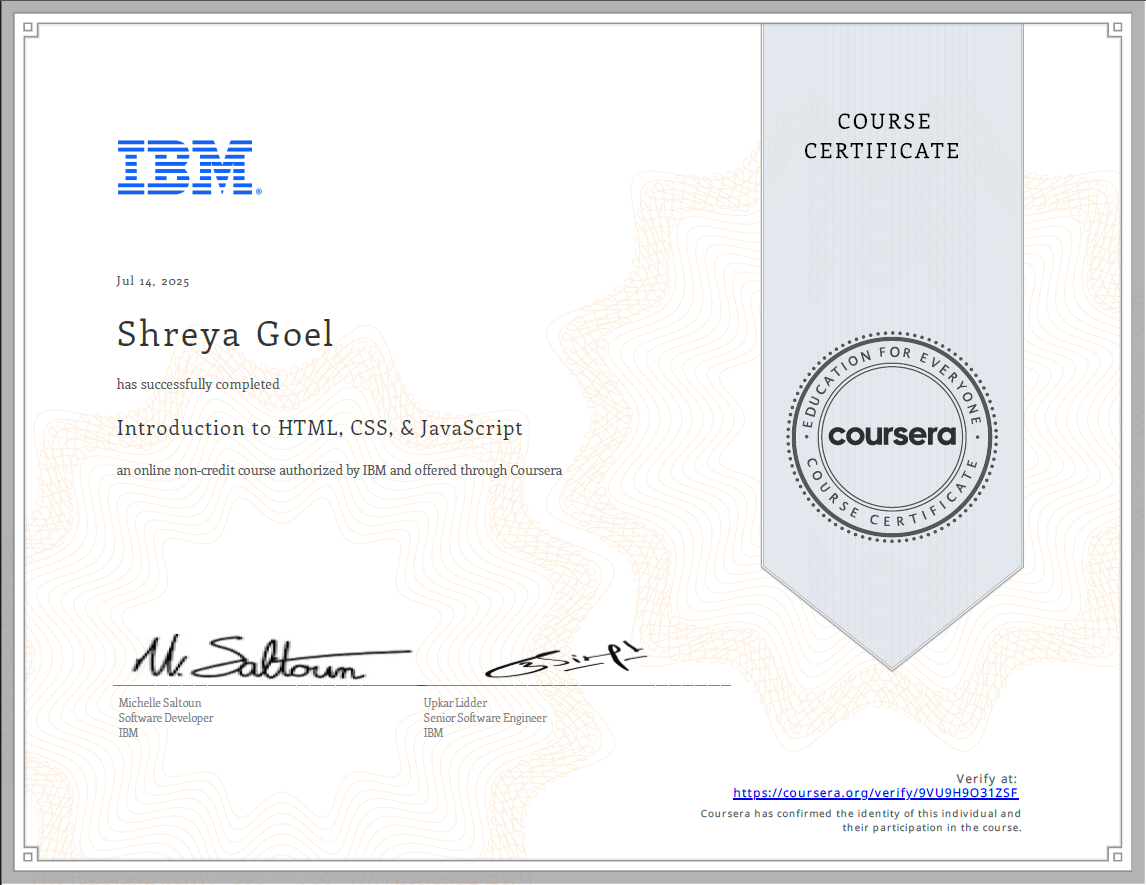 COURSE
CERTIFICATE
IBM®
Jul 14, 2025
Shreya Goel
has successfully completed
Introduction to HTML, CSS, & JavaScript
an online non-credit course authorized by IBM and offered through Coursera
EDUCATION FOR EVERYONE
coursera
COURSE CERTIFICATE
M. Saltoun
Michelle Saltoun
Software Developer
IBM
Upkar Lidder
Senior Software Engineer
IBM
Verify at:
https://coursera.org/verify/9VU9H9O31ZSF
Coursera has confirmed the identity of this individual and
their participation in the course.